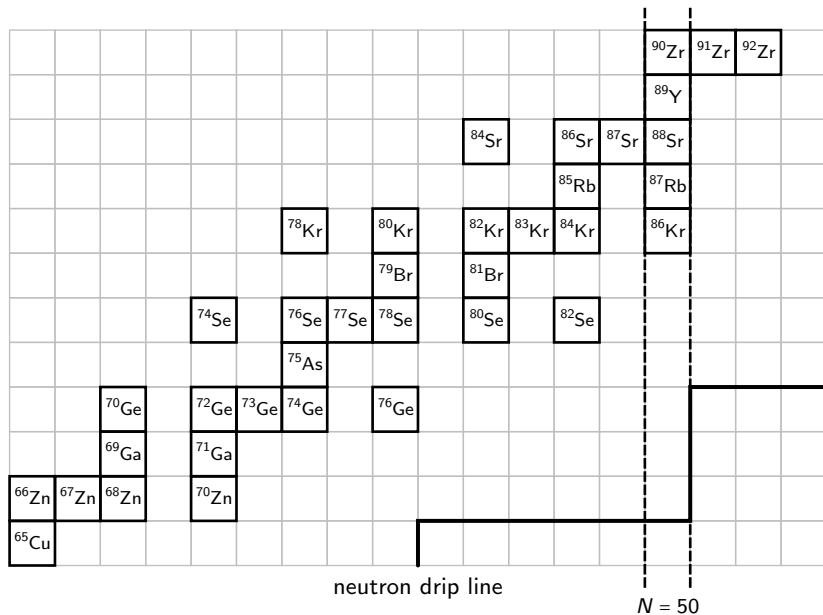 ⁹⁰Zr ⁹¹Zr ⁹²Zr
⁸⁹Y
⁸⁴Sr ⁸⁶Sr ⁸⁷Sr ⁸⁸Sr
⁸⁵Rb ⁸⁷Rb
⁷⁸Kr ⁸⁰Kr ⁸²Kr ⁸³Kr ⁸⁴Kr ⁸⁶Kr
⁷⁹Br ⁸¹Br
⁷⁴Se ⁷⁶Se ⁷⁷Se ⁷⁸Se ⁸⁰Se ⁸²Se
⁷⁵As
⁷⁰Ge ⁷²Ge ⁷³Ge ⁷⁴Ge ⁷⁶Ge
⁶⁹Ga ⁷¹Ga
⁶⁶Zn ⁶⁷Zn ⁶⁸Zn ⁷⁰Zn
⁶⁵Cu
neutron drip line
N = 50